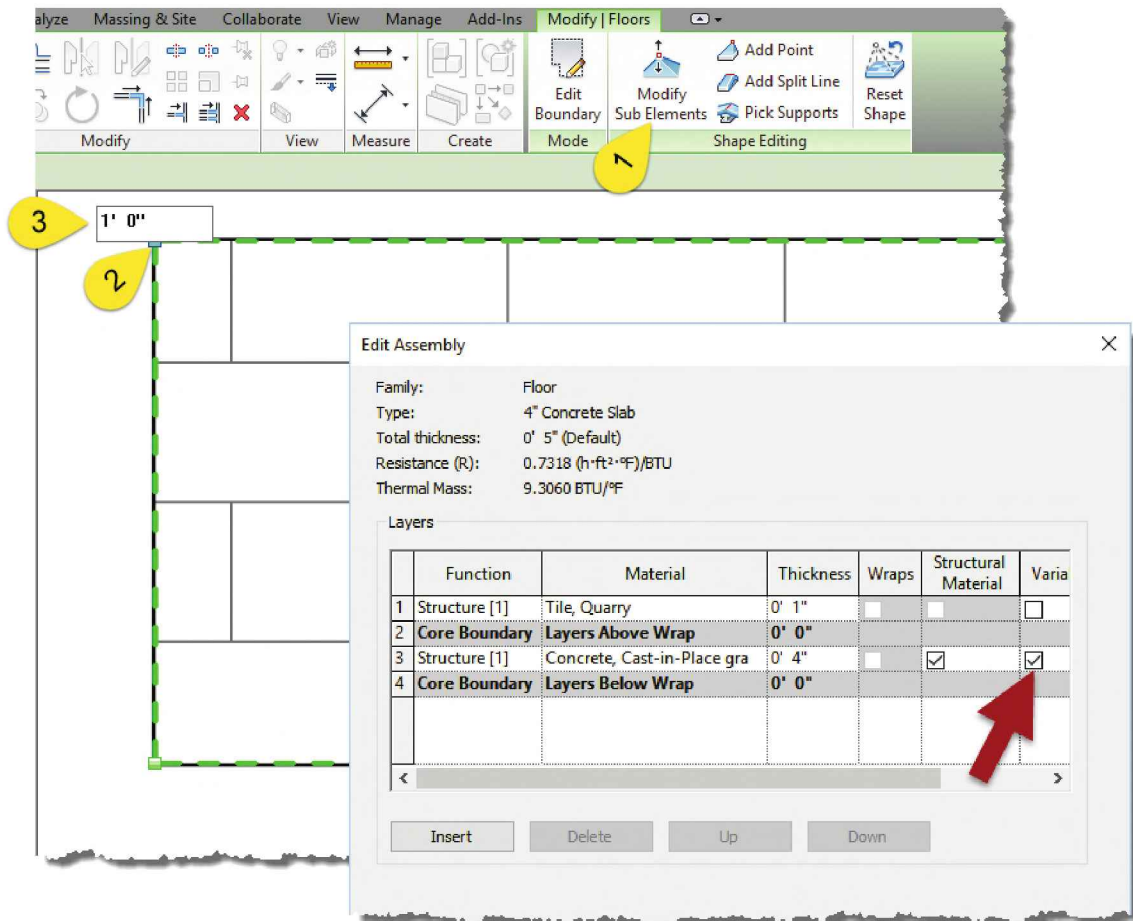 alyze Massing & Site Collaborate View Manage Add-Ins Modify | Floors
Edit Boundary
Modify Sub Elements
Add Point
Add Split Line
Pick Supports
Reset Shape
Modify View Measure Create Mode Shape Editing
1
3
1' 0"
2
Edit Assembly
Family: Floor
Type: 4" Concrete Slab
Total thickness: 0' 5" (Default)
Resistance (R): 0.7318 (h·ft²·°F)/BTU
Thermal Mass: 9.3060 BTU/°F
Layers
Function Material Thickness Wraps Structural Material Varia
1 Structure [1] Tile, Quarry 0' 1"
2 Core Boundary Layers Above Wrap 0' 0"
3 Structure [1] Concrete, Cast-in-Place gra 0' 4"
4 Core Boundary Layers Below Wrap 0' 0"
Insert Delete Up Down